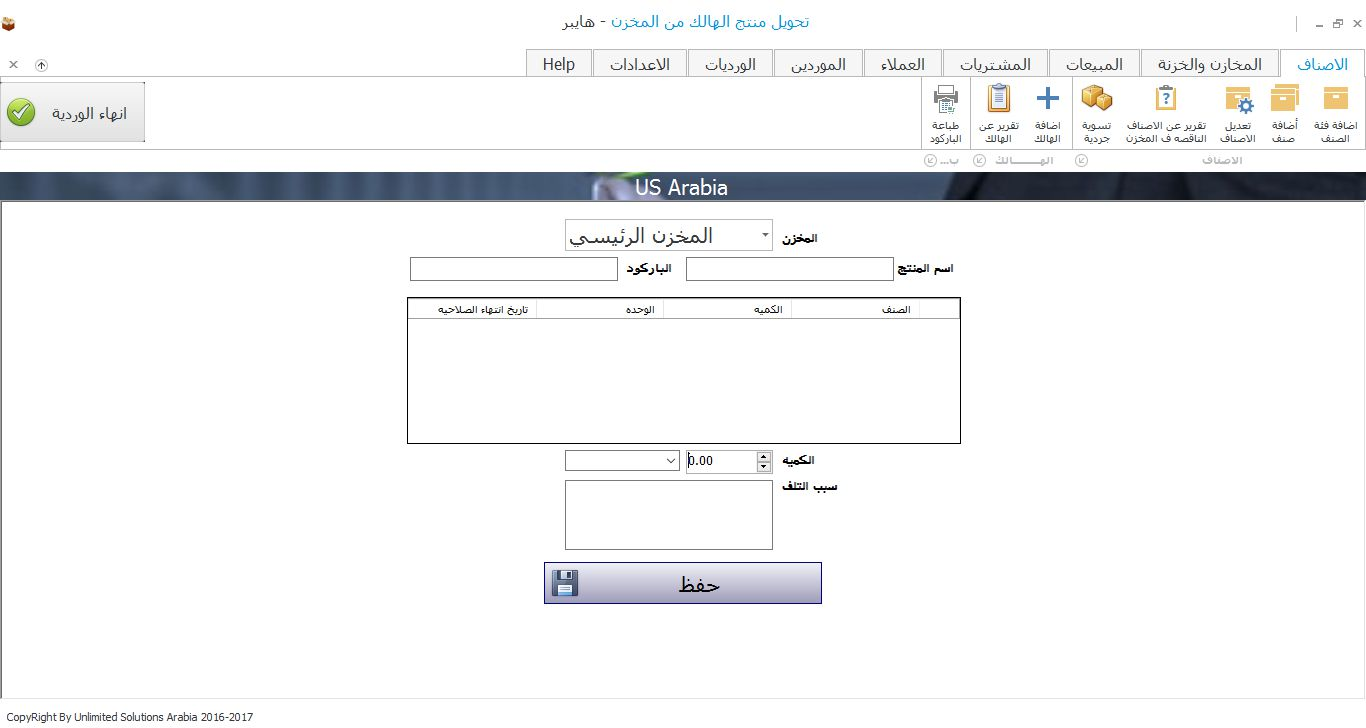 تحويل منتج الهالك من المخزن - هايبر
الاصناف
المخازن والخزنة
المبيعات
المشتريات
العملاء
الموردين
الورديات
الاعدادات
Help
اضافة فئة الصنف
أضافة صنف
تعديل الاصناف
تقرير عن الاصناف الناقصه ف المخزن
تسوية جردية
اضافة الهالك
تقرير عن الهالك
طباعة الباركود
انهاء الوردية
الاصناف
الهـــــالك
ب...
US Arabia
المخزن
المخزن الرئيسي
اسم المنتج
الباركود
الصنف
الكميه
الوحده
تاريخ انتهاء الصلاحيه
الكميه
0.00
سبب التلف
حفظ
CopyRight By Unlimited Solutions Arabia 2016-2017